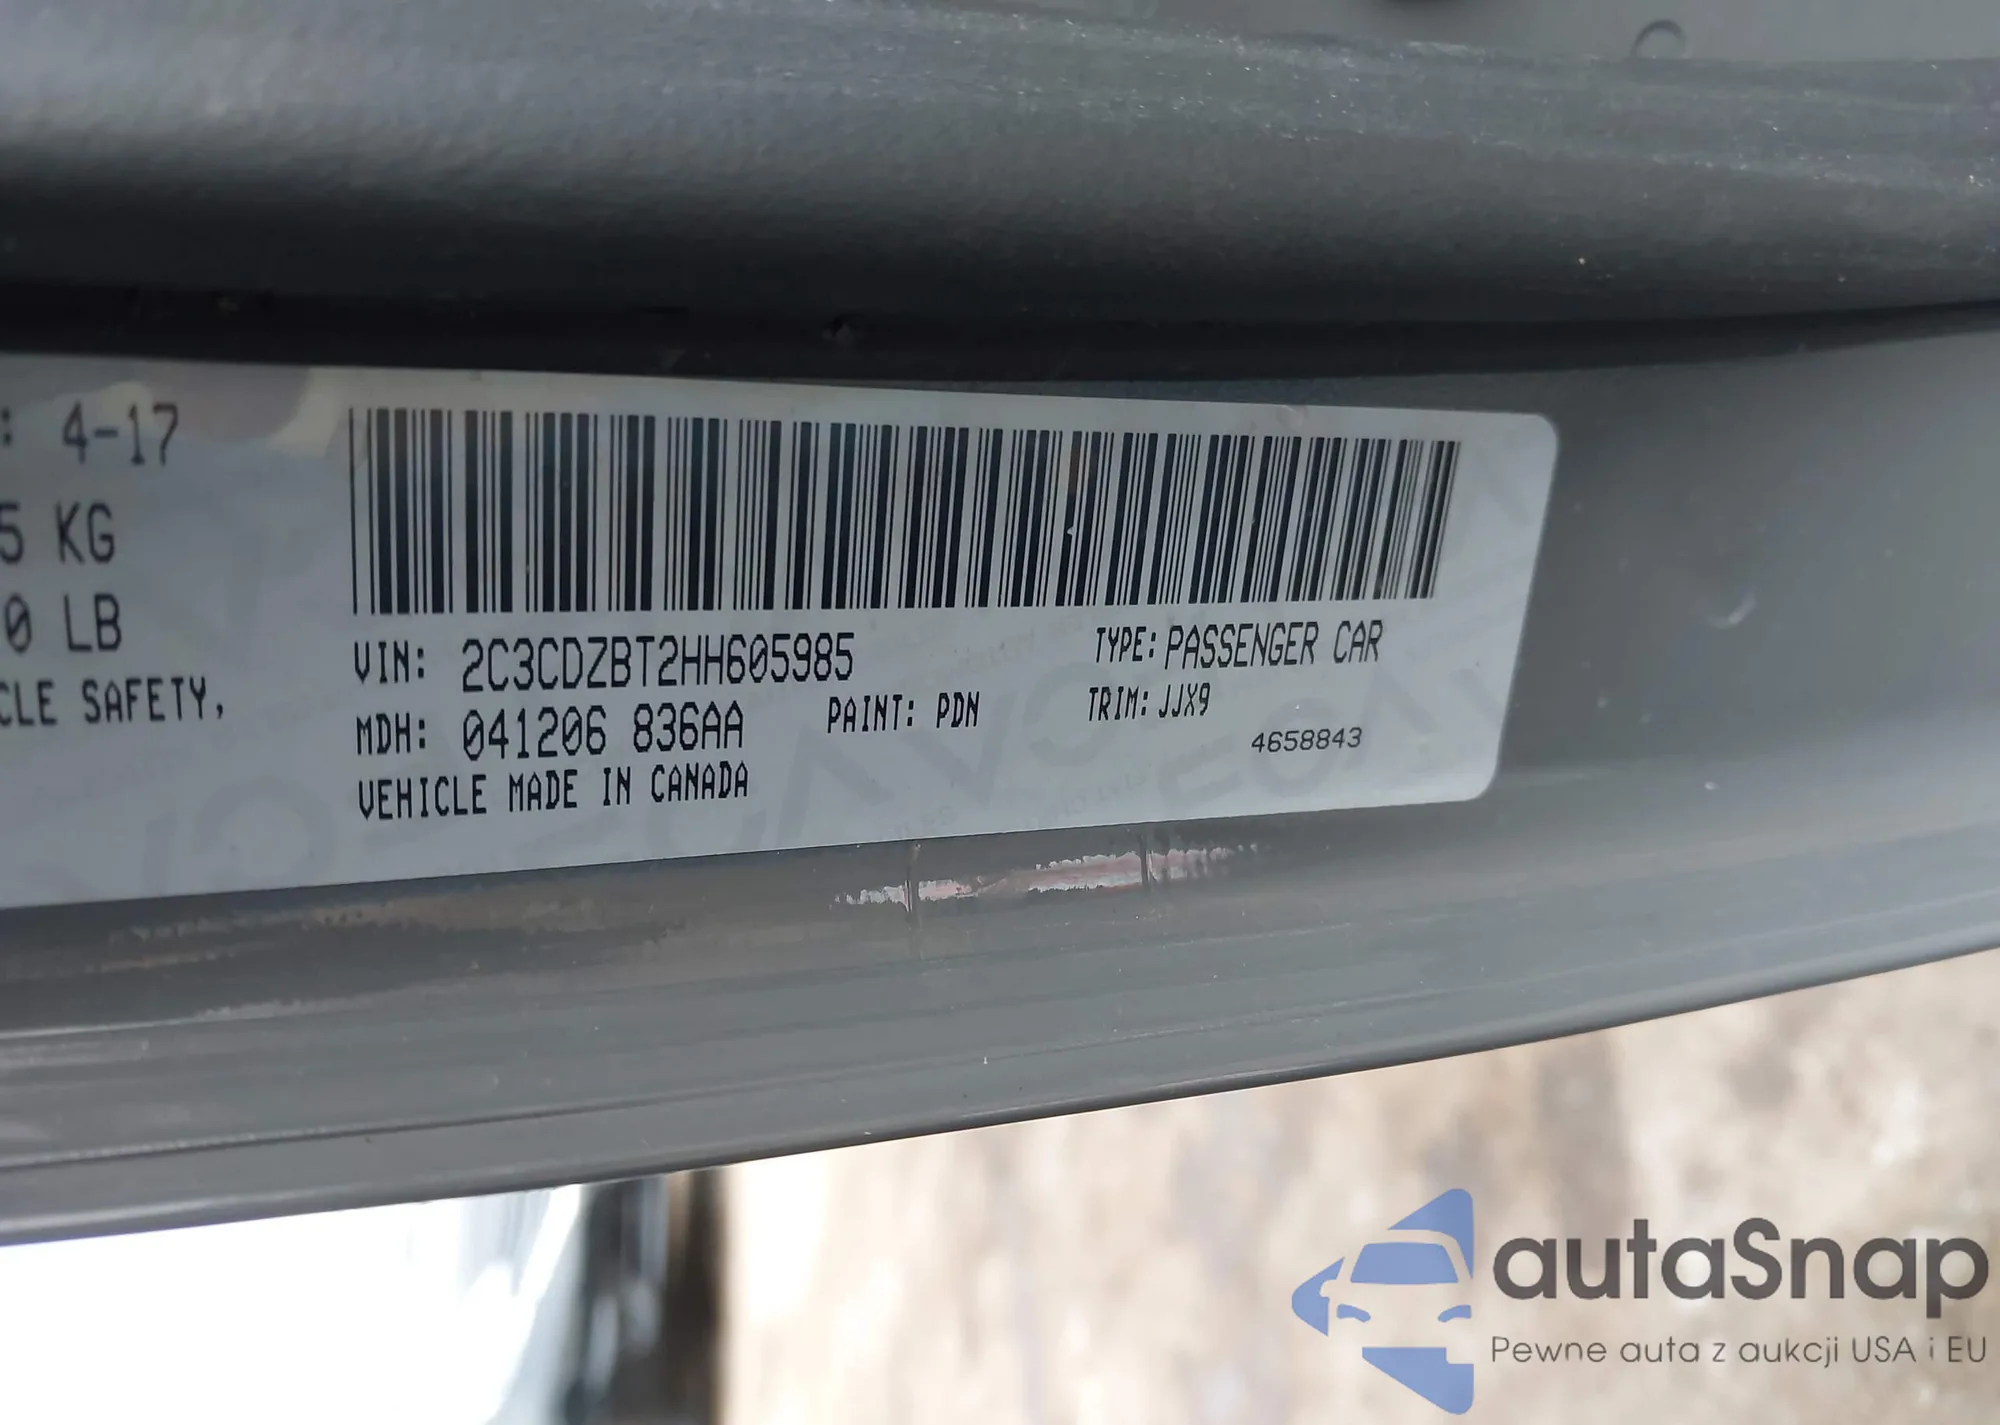 : 4-17
5 KG
0 LB
CLE SAFETY,
VIN: 2C3CDZBT2HH605985
TYPE: PASSENGER CAR
MDH: 041206 836AA
PAINT: PDN
TRIM: JJX9
4658843
VEHICLE MADE IN CANADA
autaSnap
Pewne auta z aukcji USA i EU